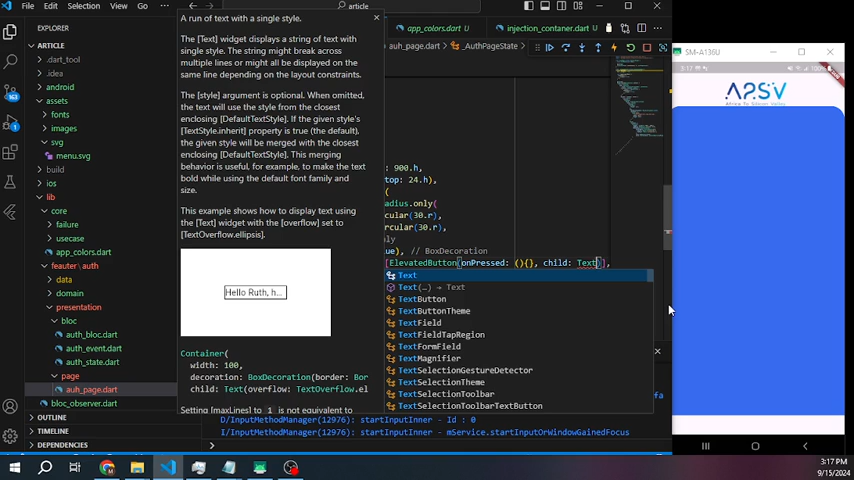 File Edit Selection View Go
article
EXPLORER
ARTICLE
.dart_tool
.idea
android
assets
fonts
images
svg
menu.svg
build
ios
lib
core
failure
usecase
app_colors.dart
feauter\auth
data
domain
presentation
bloc
auth_bloc.dart
auth_event.dart
auth_state.dart
page
auh_page.dart
bloc_observer.dart
OUTLINE
TIMELINE
DEPENDENCIES
A run of text with a single style.
The [Text] widget displays a string of text with
single style. The string might break across
multiple lines or might all be displayed on the
same line depending on the layout constraints.
The [style] argument is optional. When omitted,
the text will use the style from the closest
enclosing [DefaultTextStyle]. If the given style's
[TextStyle.inherit] property is true (the default),
the given style will be merged with the closest
enclosing [DefaultTextStyle]. This merging
behavior is useful, for example, to make the text
bold while using the default font family and
size.
This example shows how to display text using
the [Text] widget with the [overflow] set to
[TextOverflow.ellipsis].
Hello Ruth, h...
Container(
width: 100,
decoration: BoxDecoration(border: Bor
child: Text(overflow: TextOverflow.el
Setting [maxLines] to 1 is not equivalent to
app_colors.dart
injection_contaner.dart
auh_page.dart
_AuthPageState
900.h,
top: 24.h),
(
radius.only(
rcular(30.r),
ircular(30.r),
ly
ue), // BoxDecoration
[ElevatedButton(onPressed: (){}, child: Text)],
Text
Text(…) → Text
TextButton
TextButtonTheme
TextField
TextFieldTapRegion
TextFormField
TextMagnifier
TextSelectionGestureDetector
TextSelectionTheme
TextSelectionToolbar
TextSelectionToolbarTextButton
fa
D/InputMethodManager(12976): startInputInner - Id : 0
I/InputMethodManager(12976): startInputInner - mService.startInputOrWindowGainedFocus
SM-A136U
3:17
100%
APSV
Africa To Silicon Valley
3:17 PM
9/15/2024